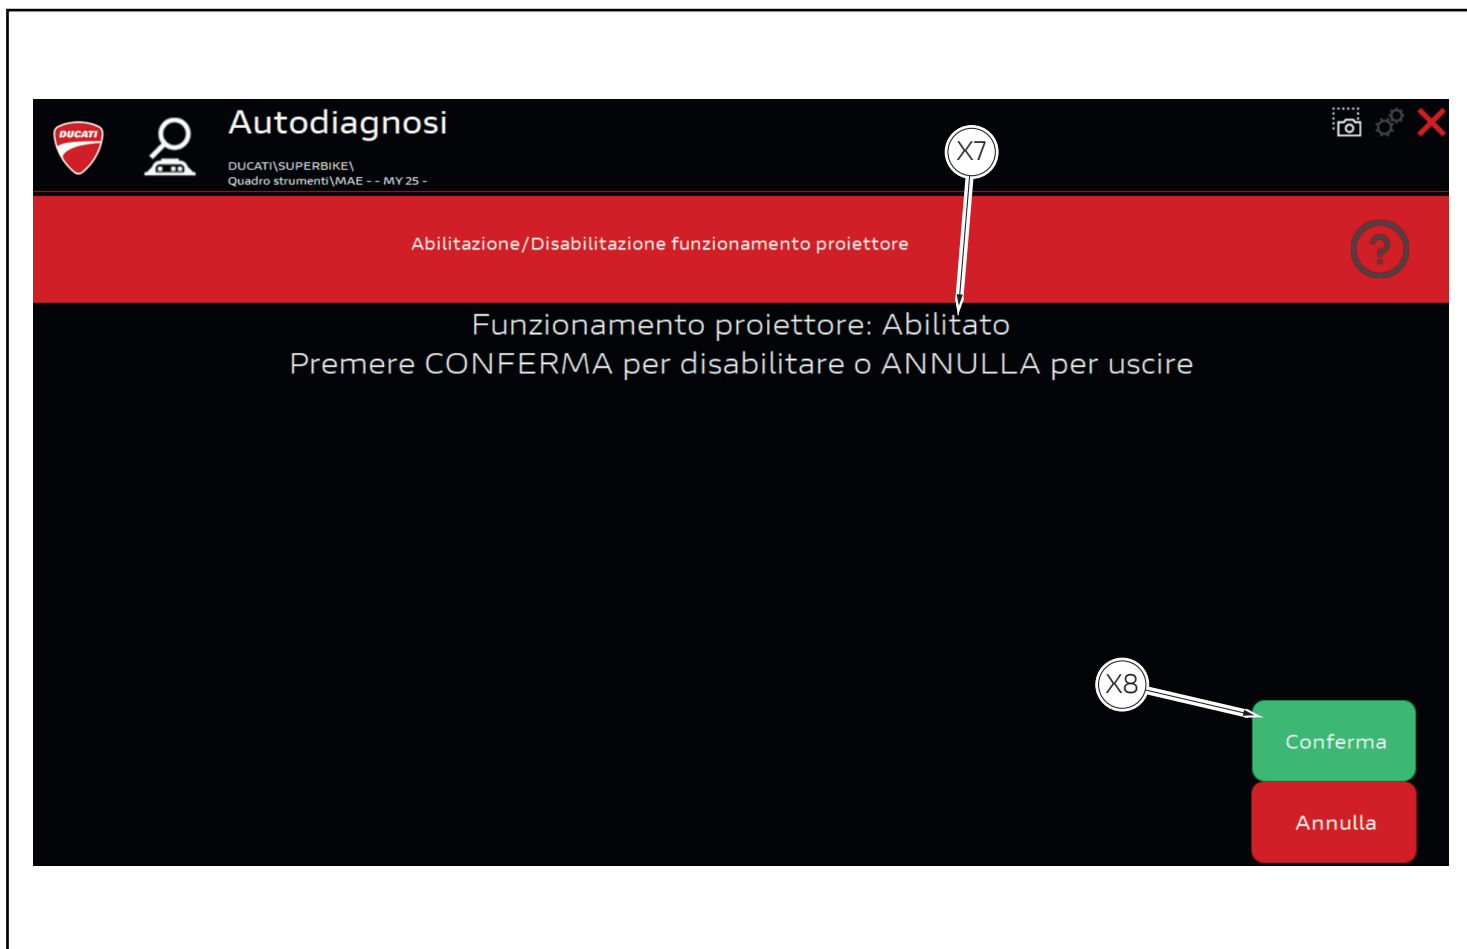 DUCATI
Autodiagnosi
DUCATI\SUPERBIKE\
Quadro strumenti\MAE - - MY 25 -
X7
Abilitazione/Disabilitazione funzionamento proiettore
?
Funzionamento proiettore: Abilitato
Premere CONFERMA per disabilitare o ANNULLA per uscire
X8
Conferma
Annulla